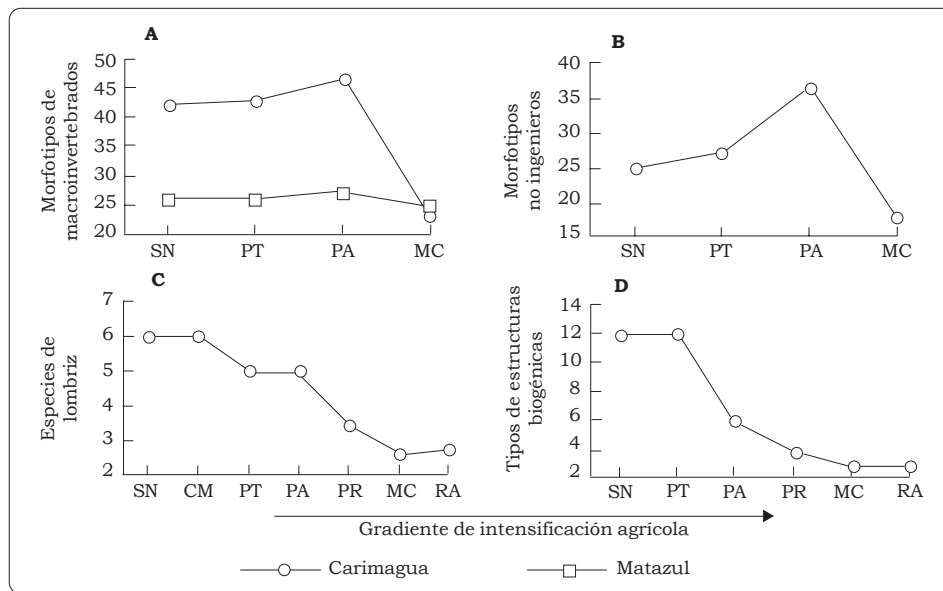 A
Morfotipos de
macroinvertebrados
50
45
40
35
30
25
20
SN PT PA MC
B
Morfotipos
no ingenieros
40
35
30
25
20
15
SN PT PA MC
C
Especies de
lombriz
7
6
5
4
3
2
SN CM PT PA PR MC RA
D
Tipos de estructuras
biogénicas
14
12
10
8
6
4
2
SN PT PA PR MC RA
Gradiente de intensificación agrícola
Carimagua Matazul